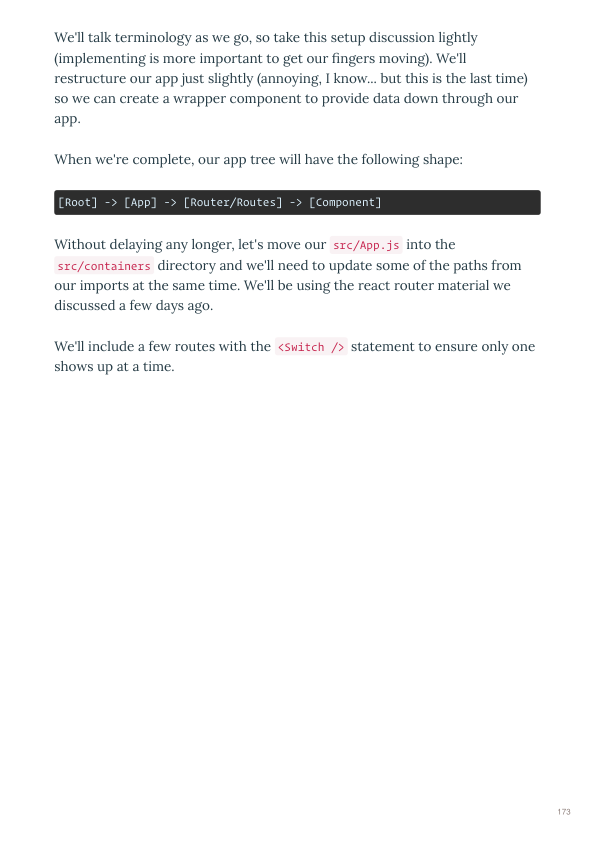 We'll talk terminology as we go, so take this setup discussion lightly
(implementing is more important to get our fingers moving). We'll
restructure our app just slightly (annoying, I know... but this is the last time)
so we can create a wrapper component to provide data down through our
app.
When we're complete, our app tree will have the following shape:
[Root] -> [App] -> [Router/Routes] -> [Component]
Without delaying any longer, let's move our src/App.js into the
src/containers directory and we'll need to update some of the paths from
our imports at the same time. We'll be using the react router material we
discussed a few days ago.
We'll include a few routes with the <Switch /> statement to ensure only one
shows up at a time.
173